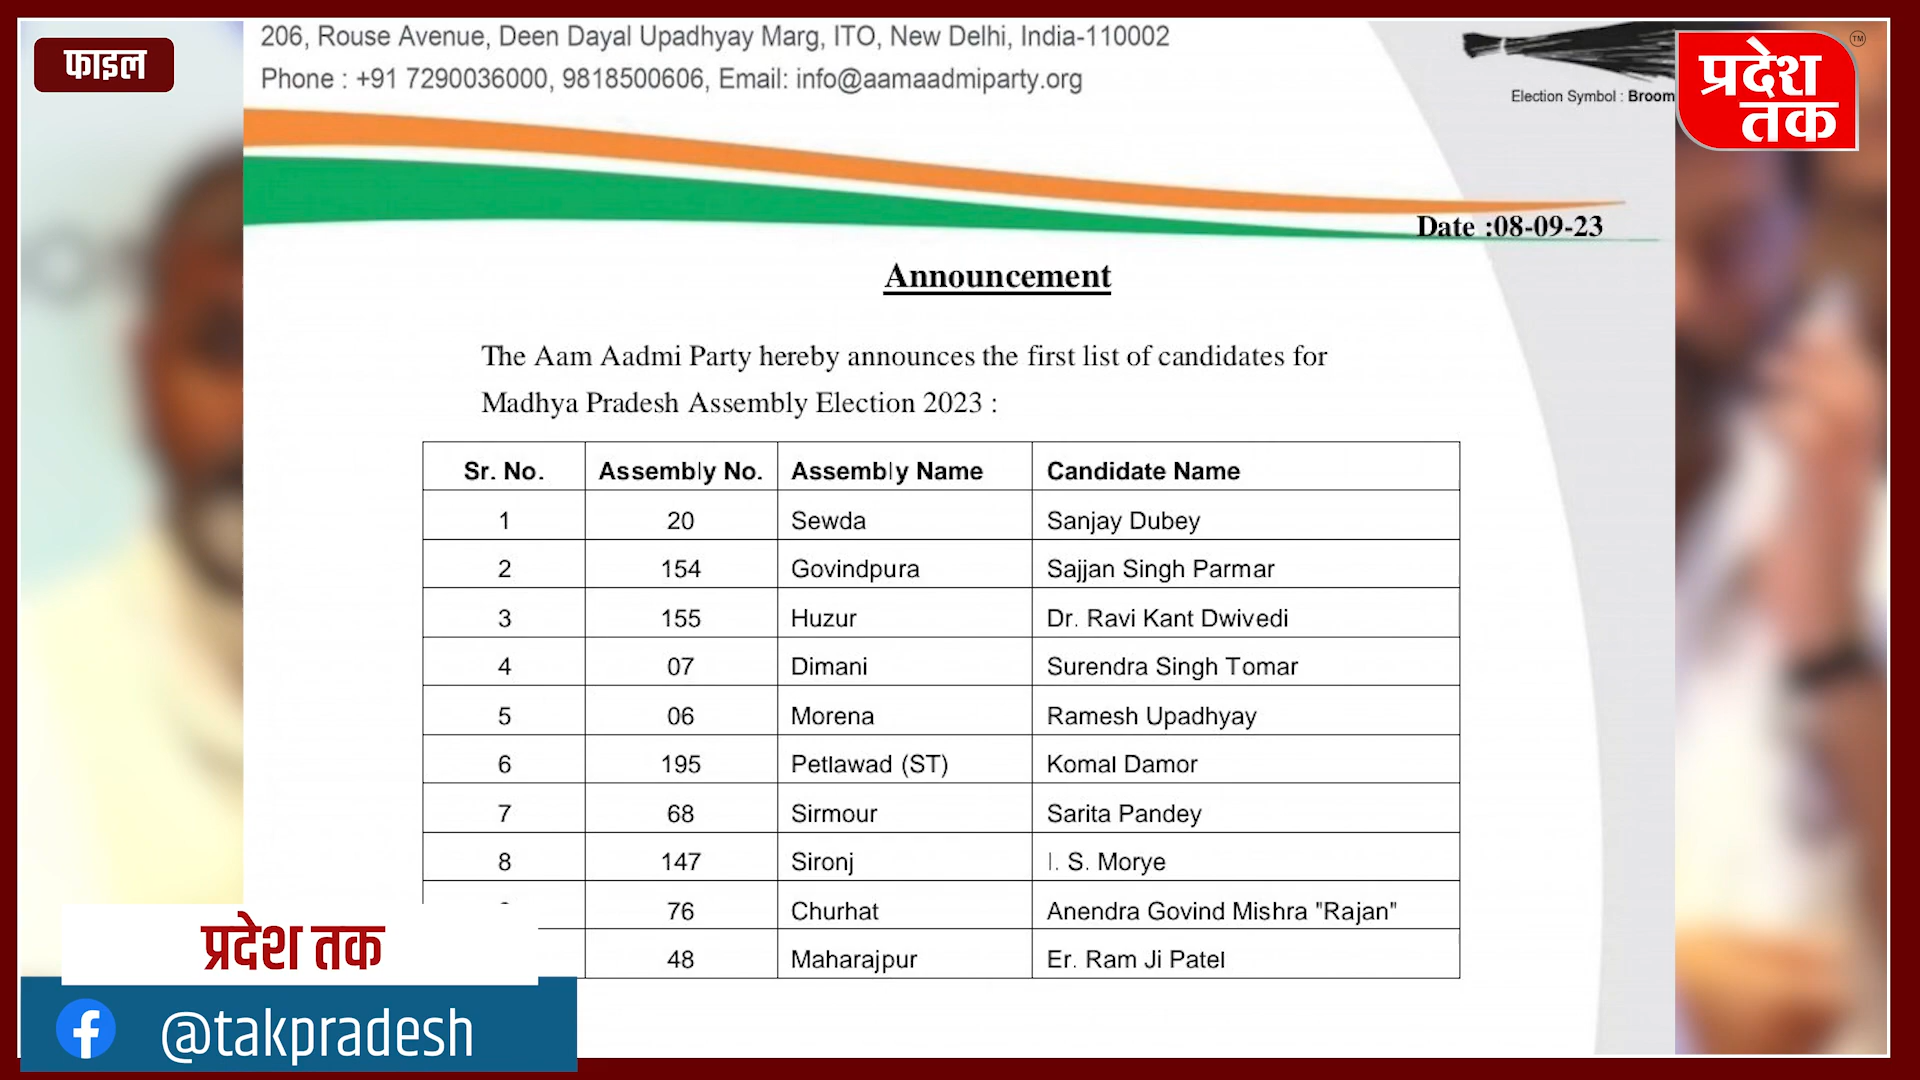 फाइल
206, Rouse Avenue, Deen Dayal Upadhyay Marg, ITO, New Delhi, India-110002
Phone : +91 7290036000, 9818500606, Email: info@aamaadmiparty.org
Election Symbol : Broom
प्रदेश
तक
TM
Date :08-09-23
Announcement
The Aam Aadmi Party hereby announces the first list of candidates for
Madhya Pradesh Assembly Election 2023 :
Sr. No. Assembly No. Assembly Name Candidate Name
1 20 Sewda Sanjay Dubey
2 154 Govindpura Sajjan Singh Parmar
3 155 Huzur Dr. Ravi Kant Dwivedi
4 07 Dimani Surendra Singh Tomar
5 06 Morena Ramesh Upadhyay
6 195 Petlawad (ST) Komal Damor
7 68 Sirmour Sarita Pandey
8 147 Sironj I. S. Morye
76 Churhat Anendra Govind Mishra "Rajan"
48 Maharajpur Er. Ram Ji Patel
प्रदेश तक
@takpradesh